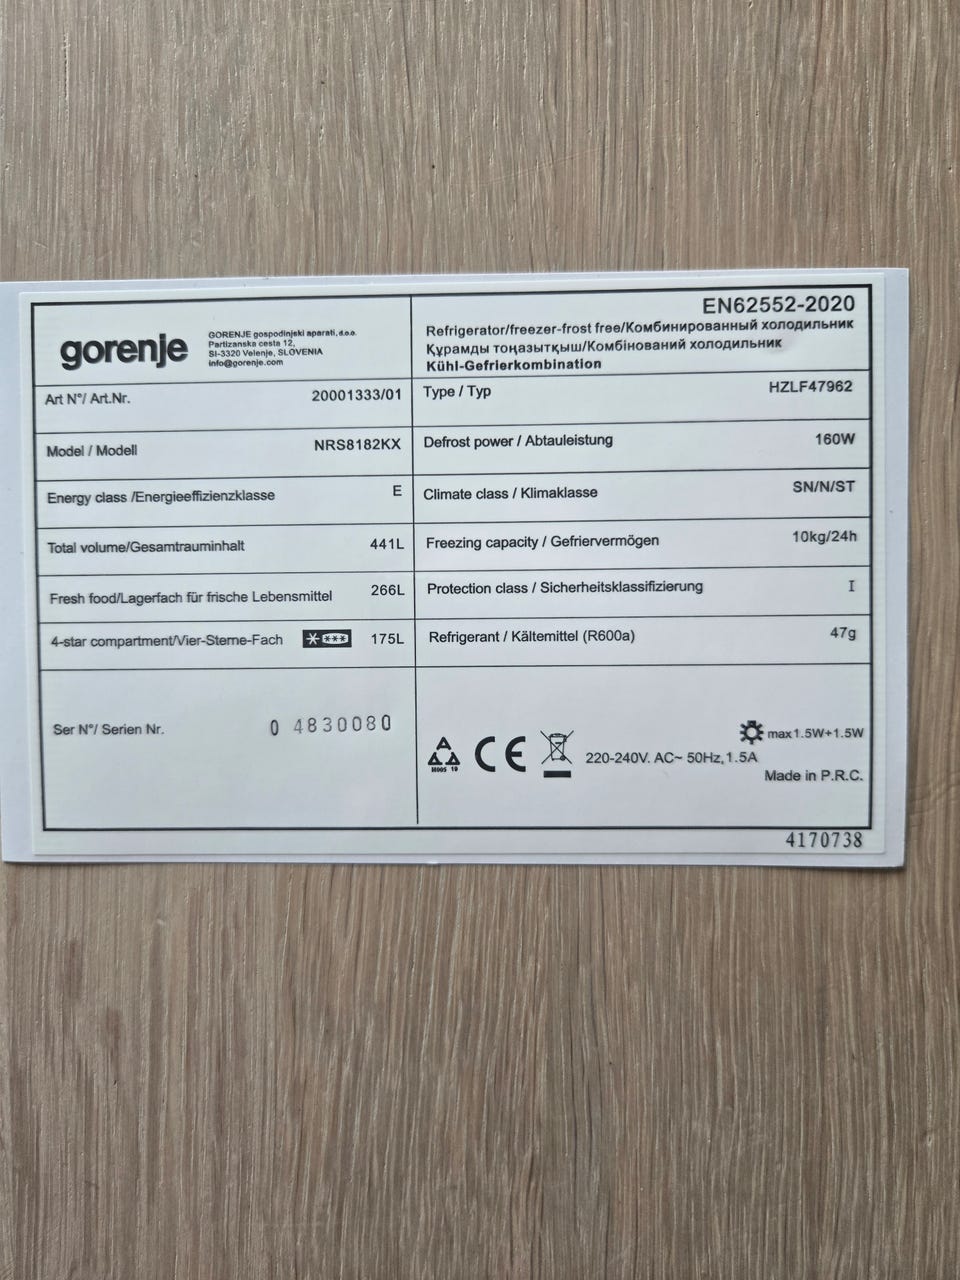 gorenje
GORENJE gospodinjski aparati, d.o.o.
Partizanska cesta 12,
SI-3320 Velenje, SLOVENIA
info@gorenje.com
EN62552-2020
Refrigerator/freezer-frost free/Комбинированный холодильник
Құрамды тоңазытқыш/Комбінований холодильник
Kühl-Gefrierkombination
Art N°/ Art.Nr. 20001333/01
Type / Typ HZLF47962
Model / Modell NRS8182KX
Defrost power / Abtauleistung 160W
Energy class /Energieeffizienzklasse E
Climate class / Klimaklasse SN/N/ST
Total volume/Gesamtrauminhalt 441L
Freezing capacity / Gefriervermögen 10kg/24h
Fresh food/Lagerfach für frische Lebensmittel 266L
Protection class / Sicherheitsklassifizierung I
4-star compartment/Vier-Sterne-Fach 175L
Refrigerant / Kältemittel (R600a) 47g
Ser N°/ Serien Nr. 0 4830080
M005 19
CE
220-240V. AC~ 50Hz, 1.5A
max1.5W+1.5W
Made in P.R.C.
4170738